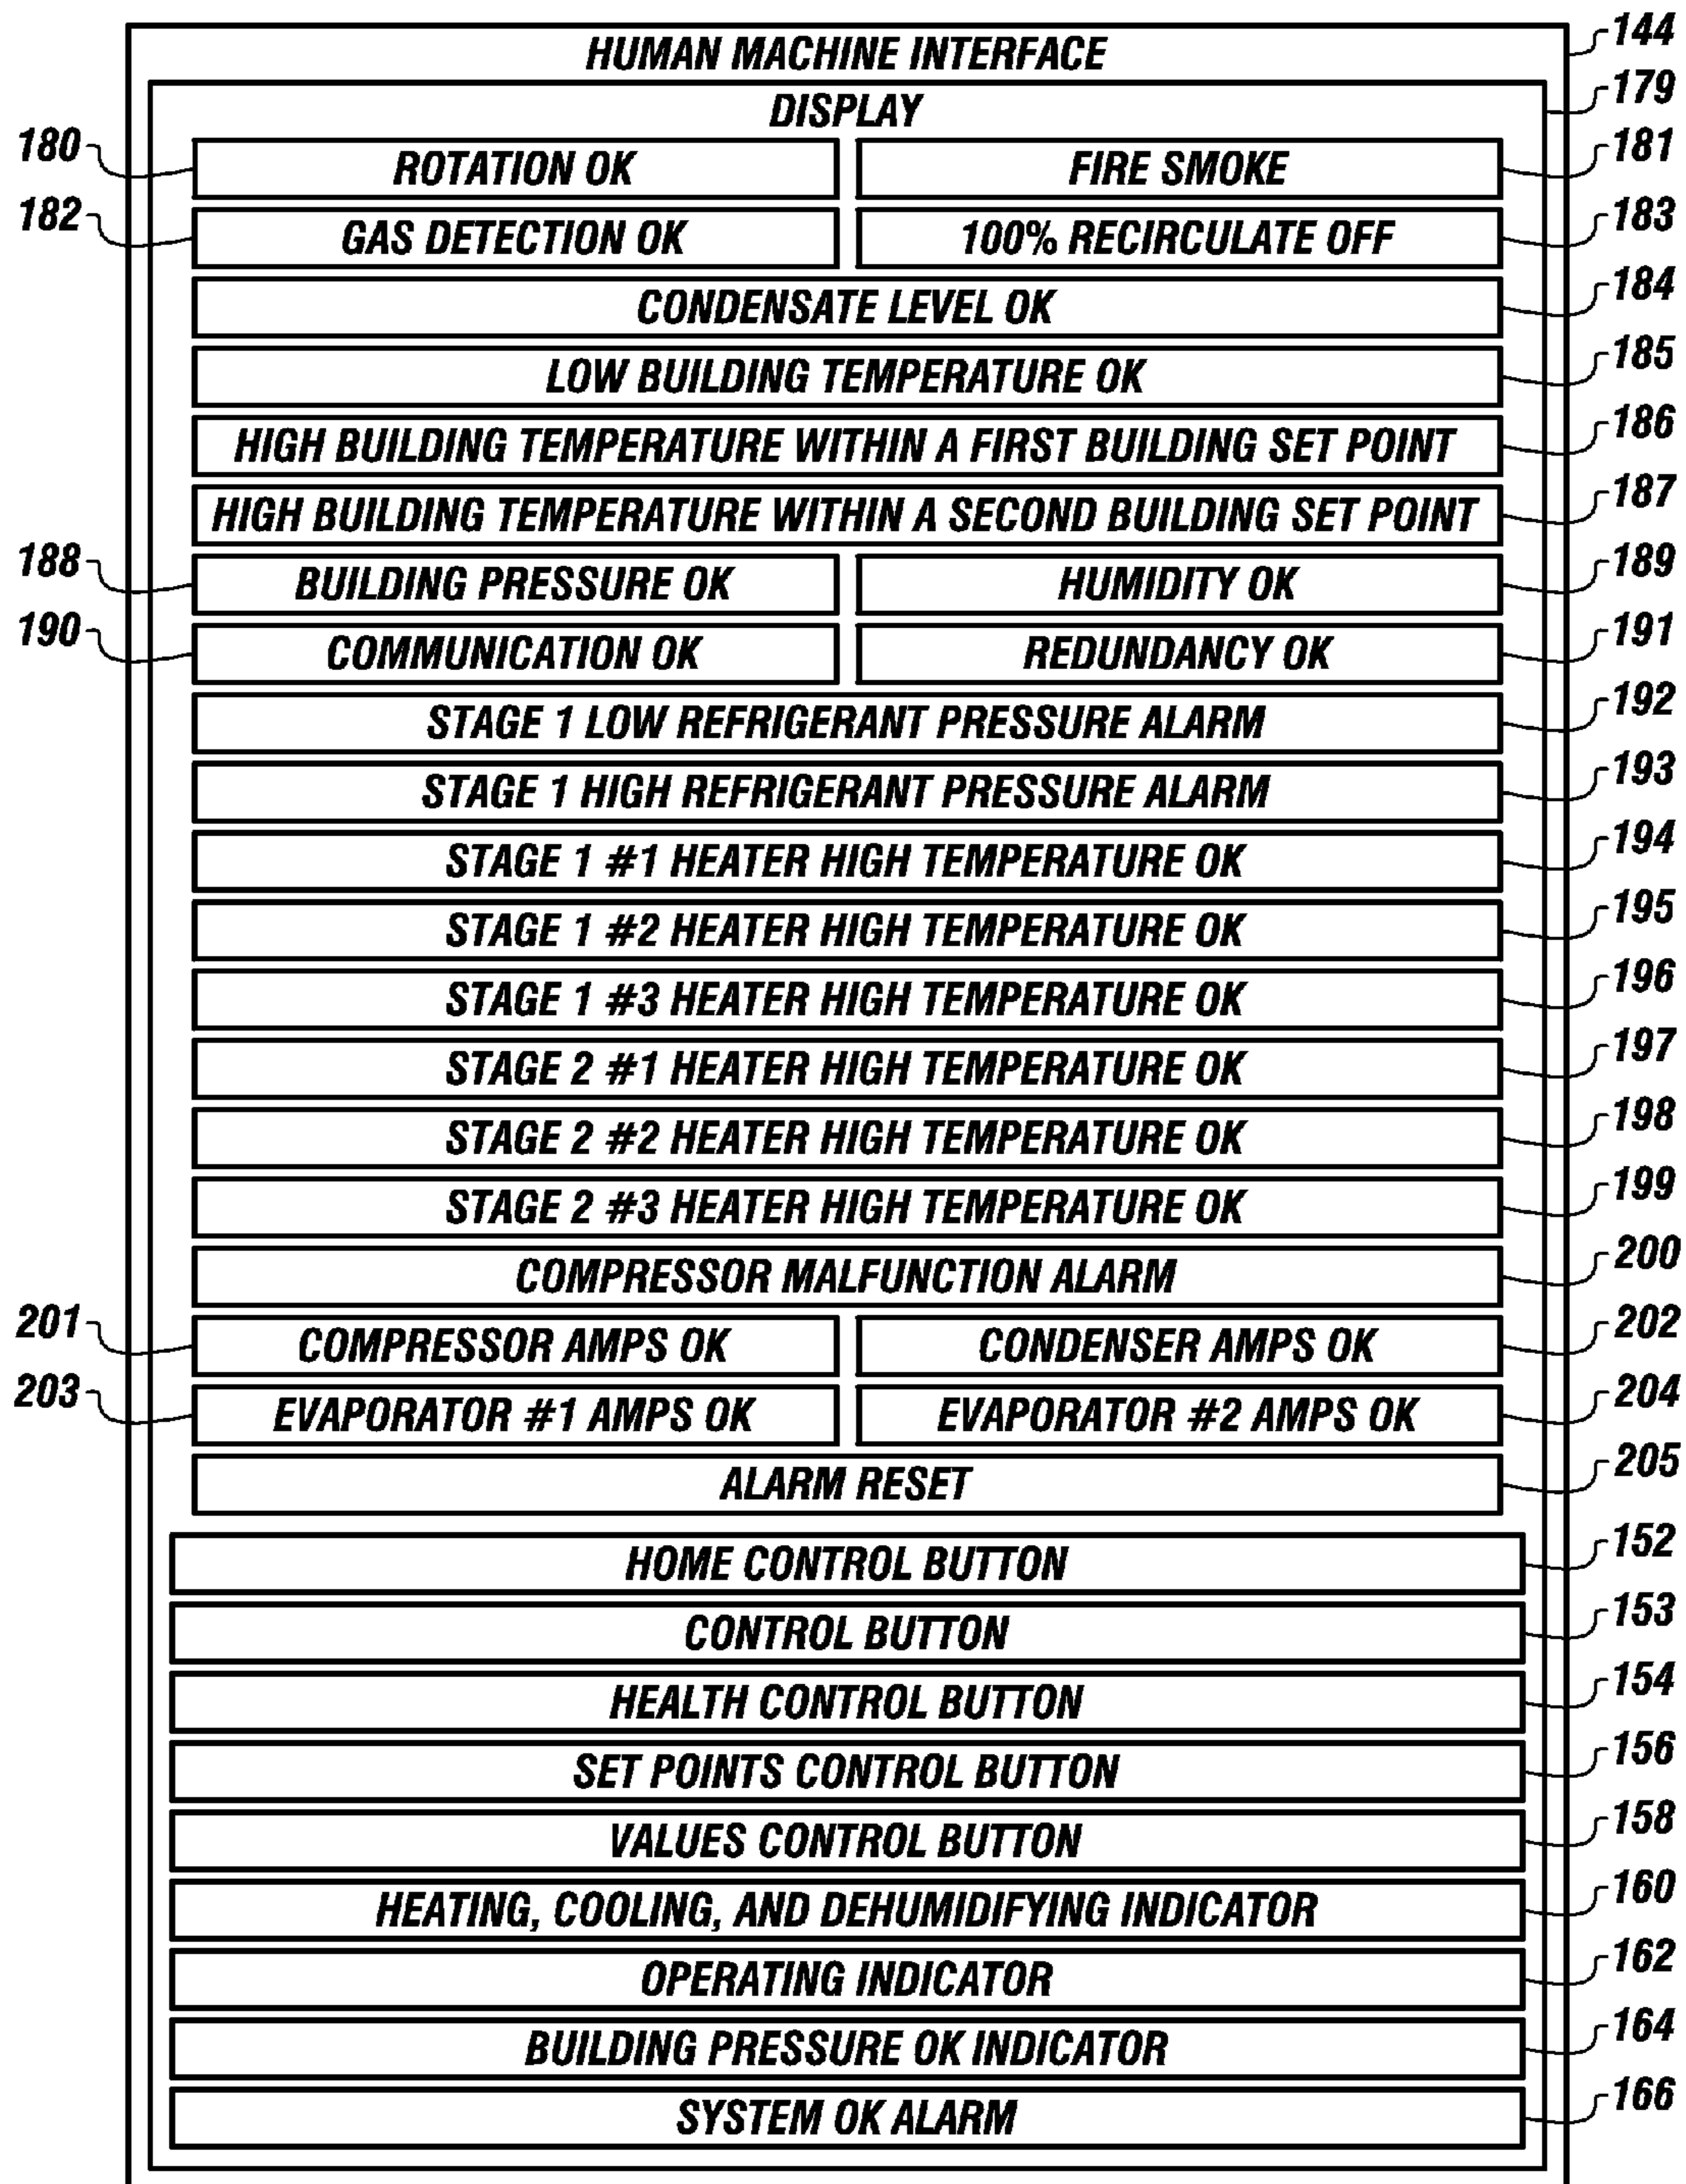 HUMAN MACHINE INTERFACE 144
DISPLAY 179
180 ROTATION OK FIRE SMOKE 181
182 GAS DETECTION OK 100% RECIRCULATE OFF 183
CONDENSATE LEVEL OK 184
LOW BUILDING TEMPERATURE OK 185
HIGH BUILDING TEMPERATURE WITHIN A FIRST BUILDING SET POINT 186
HIGH BUILDING TEMPERATURE WITHIN A SECOND BUILDING SET POINT 187
188 BUILDING PRESSURE OK HUMIDITY OK 189
190 COMMUNICATION OK REDUNDANCY OK 191
STAGE 1 LOW REFRIGERANT PRESSURE ALARM 192
STAGE 1 HIGH REFRIGERANT PRESSURE ALARM 193
STAGE 1 #1 HEATER HIGH TEMPERATURE OK 194
STAGE 1 #2 HEATER HIGH TEMPERATURE OK 195
STAGE 1 #3 HEATER HIGH TEMPERATURE OK 196
STAGE 2 #1 HEATER HIGH TEMPERATURE OK 197
STAGE 2 #2 HEATER HIGH TEMPERATURE OK 198
STAGE 2 #3 HEATER HIGH TEMPERATURE OK 199
COMPRESSOR MALFUNCTION ALARM 200
201 COMPRESSOR AMPS OK CONDENSER AMPS OK 202
203 EVAPORATOR #1 AMPS OK EVAPORATOR #2 AMPS OK 204
ALARM RESET 205
HOME CONTROL BUTTON 152
CONTROL BUTTON 153
HEALTH CONTROL BUTTON 154
SET POINTS CONTROL BUTTON 156
VALUES CONTROL BUTTON 158
HEATING, COOLING, AND DEHUMIDIFYING INDICATOR 160
OPERATING INDICATOR 162
BUILDING PRESSURE OK INDICATOR 164
SYSTEM OK ALARM 166